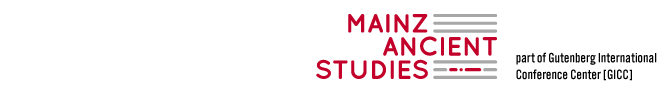 MAINZ
ANCIENT
STUDIES
part of Gutenberg International
Conference Center [GICC]